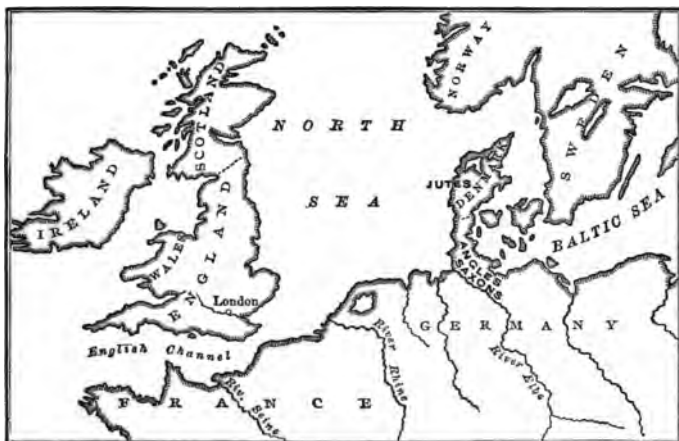 NORWAY
SWEDEN
SCOTLAND
NORTH
SEA
JUTES
DENMARK
IRELAND
BALTIC SEA
WALES
ENGLAND
ANGLES
SAXONS
London
GERMANY
English Channel
River Rhine
River Elbe
Riv. Seine
FRANCE